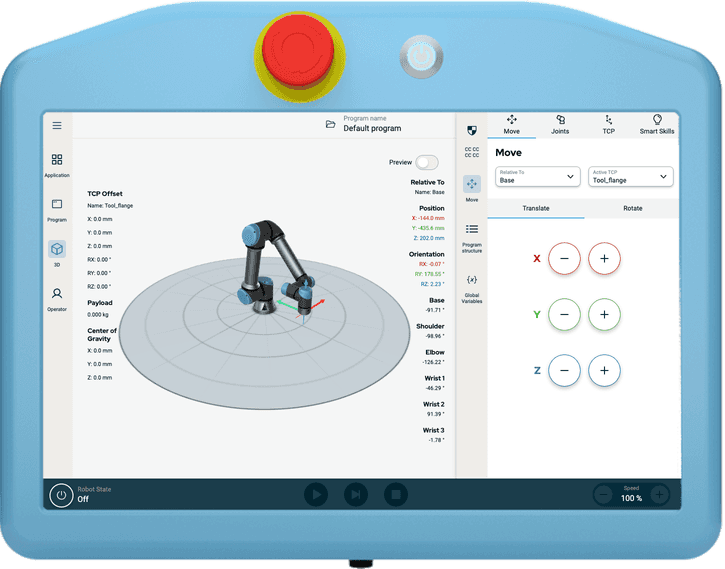 Program name
Default program
Application
Program
3D
Operator
Preview
TCP Offset
Name: Tool_flange
X: 0.0 mm
Y: 0.0 mm
Z: 0.0 mm
RX: 0.00 °
RY: 0.00 °
RZ: 0.00 °
Payload
0.000 kg
Center of
Gravity
X: 0.0 mm
Y: 0.0 mm
Z: 0.0 mm
Relative To
Name: Base
Position
X: -144.0 mm
Y: -435.6 mm
Z: 202.0 mm
Orientation
RX: -0.07 °
RY: 179.55 °
RZ: 2.23 °
Base
-91.71 °
Shoulder
-98.96 °
Elbow
-126.22 °
Wrist 1
-46.29 °
Wrist 2
91.39 °
Wrist 3
-1.78 °
CC CC
CC CC
Move
Program
structure
{x}
Global
Variables
Move
Joints
TCP
Smart Skills
Move
Relative To
Base
Active TCP
Tool_flange
Translate
Rotate
X − +
Y − +
Z − +
Robot State
Off
Speed
− 100 % +